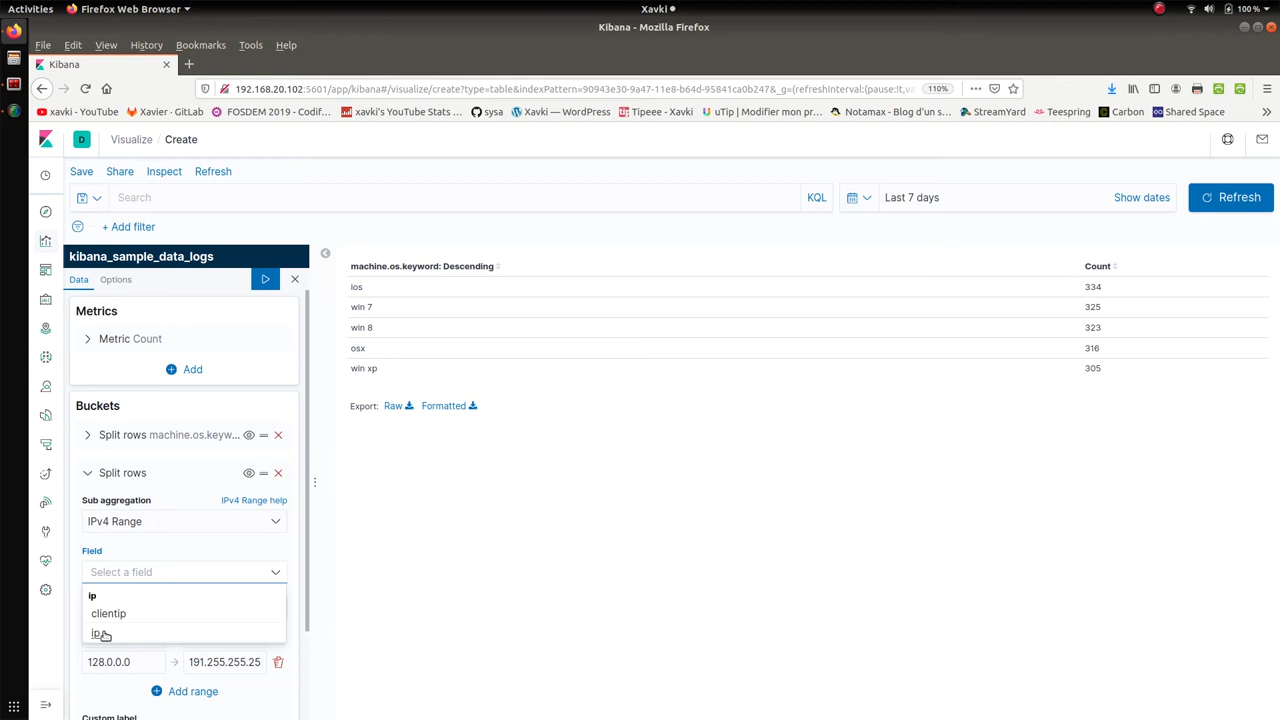 Activities Firefox Web Browser Xavki 100 %
Kibana - Mozilla Firefox
File Edit View History Bookmarks Tools Help
Kibana
192.168.20.102:5601/app/kibana#/visualize/create?type=table&indexPattern=90943e30-9a47-11e8-b64d-95841ca0b247&_g=(refreshInterval:(pause:!t,va 110%
xavki - YouTube Xavier · GitLab FOSDEM 2019 - Codif... xavki's YouTube Stats ... sysa Xavki — WordPress Tipeee - Xavki uTip | Modifier mon pr... Notamax - Blog d'un s... StreamYard Teespring Carbon Shared Space
D Visualize / Create
Save Share Inspect Refresh
Search KQL Last 7 days Show dates Refresh
+ Add filter
kibana_sample_data_logs
Data Options
machine.os.keyword: Descending Count
ios 334
win 7 325
win 8 323
osx 316
win xp 305
Export: Raw Formatted
Metrics
Metric Count
Add
Buckets
Split rows machine.os.keyw...
Split rows
Sub aggregation IPv4 Range help
IPv4 Range
Field
Select a field
ip
clientip
ip
128.0.0.0 → 191.255.255.25
Add range
Custom label